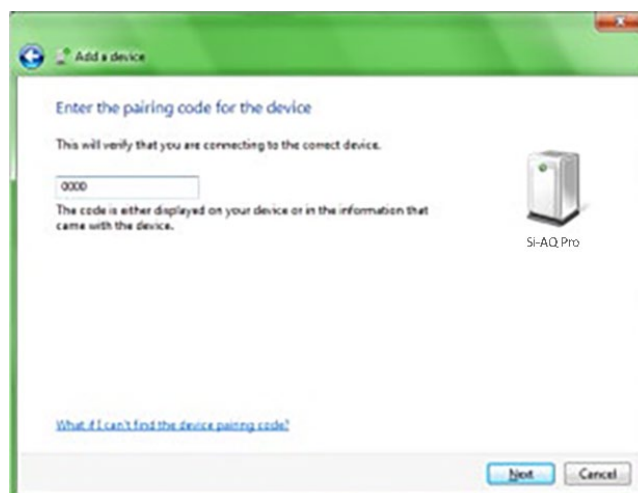 Add a device
Enter the pairing code for the device
This will verify that you are connecting to the correct device.
0000
The code is either displayed on your device or in the information that
came with the device.
Si-AQ Pro
What if I can't find the device pairing code?
Next
Cancel